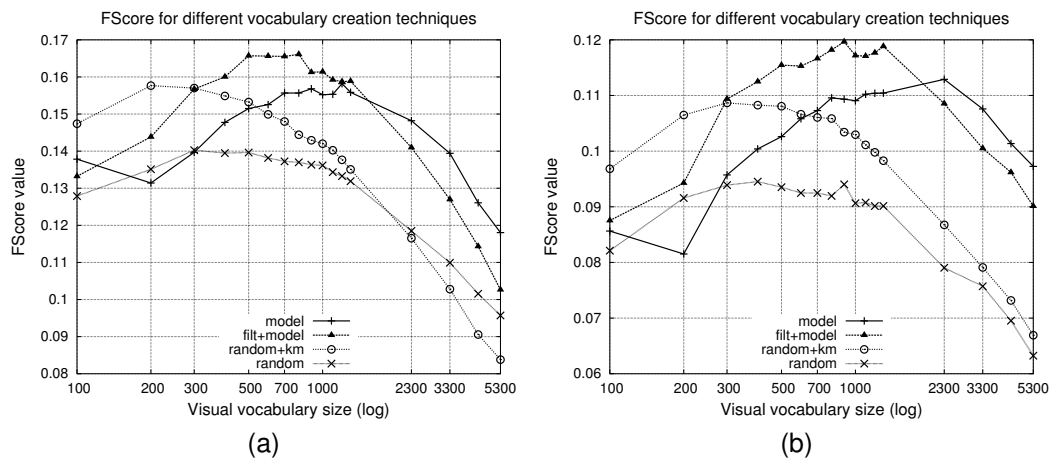 FScore for different vocabulary creation techniques
FScore value
0.17
0.16
0.15
0.14
0.13
0.12
0.11
0.1
0.09
0.08
model
filt+model
random+km
random
100 200 300 500 700 1000 2300 3300 5300
Visual vocabulary size (log)
(a)
FScore for different vocabulary creation techniques
FScore value
0.12
0.11
0.1
0.09
0.08
0.07
0.06
model
filt+model
random+km
random
100 200 300 500 700 1000 2300 3300 5300
Visual vocabulary size (log)
(b)